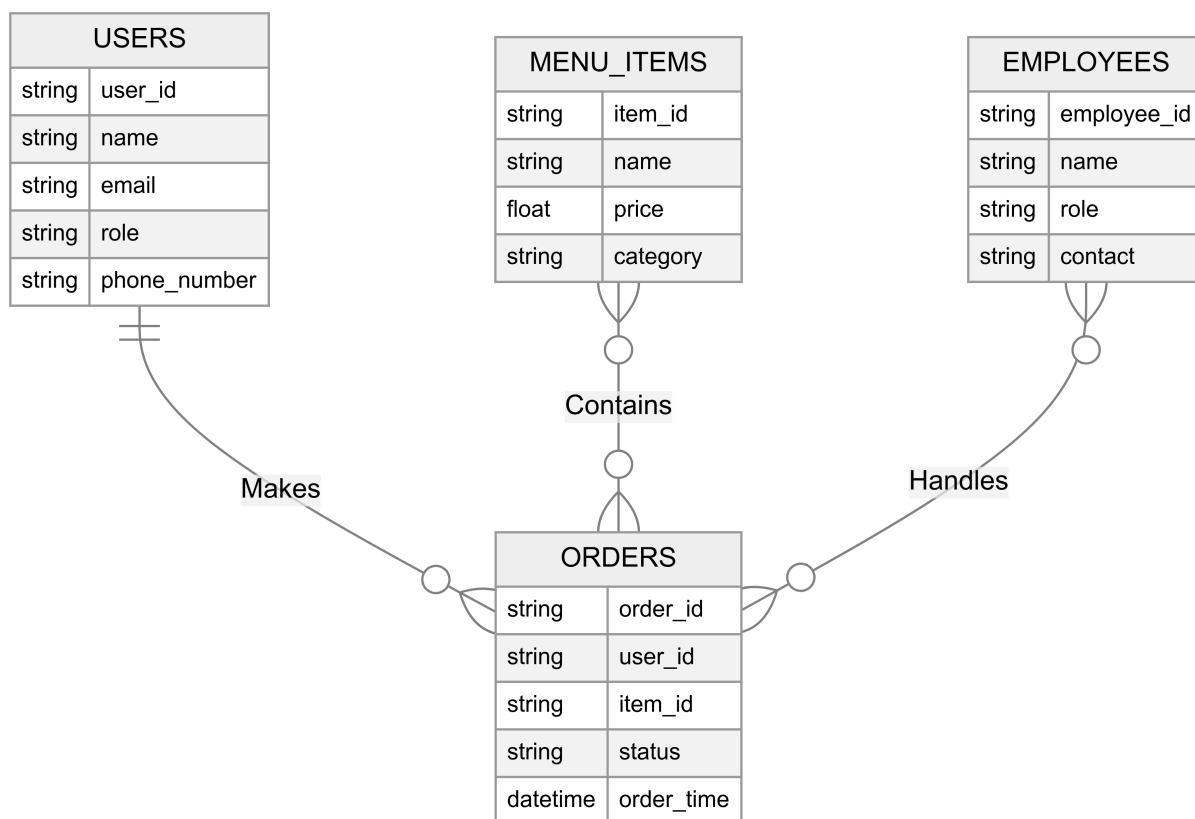 USERS
string user_id
string name
string email
string role
string phone_number
MENU_ITEMS
string item_id
string name
float price
string category
EMPLOYEES
string employee_id
string name
string role
string contact
Makes
Contains
Handles
ORDERS
string order_id
string user_id
string item_id
string status
datetime order_time